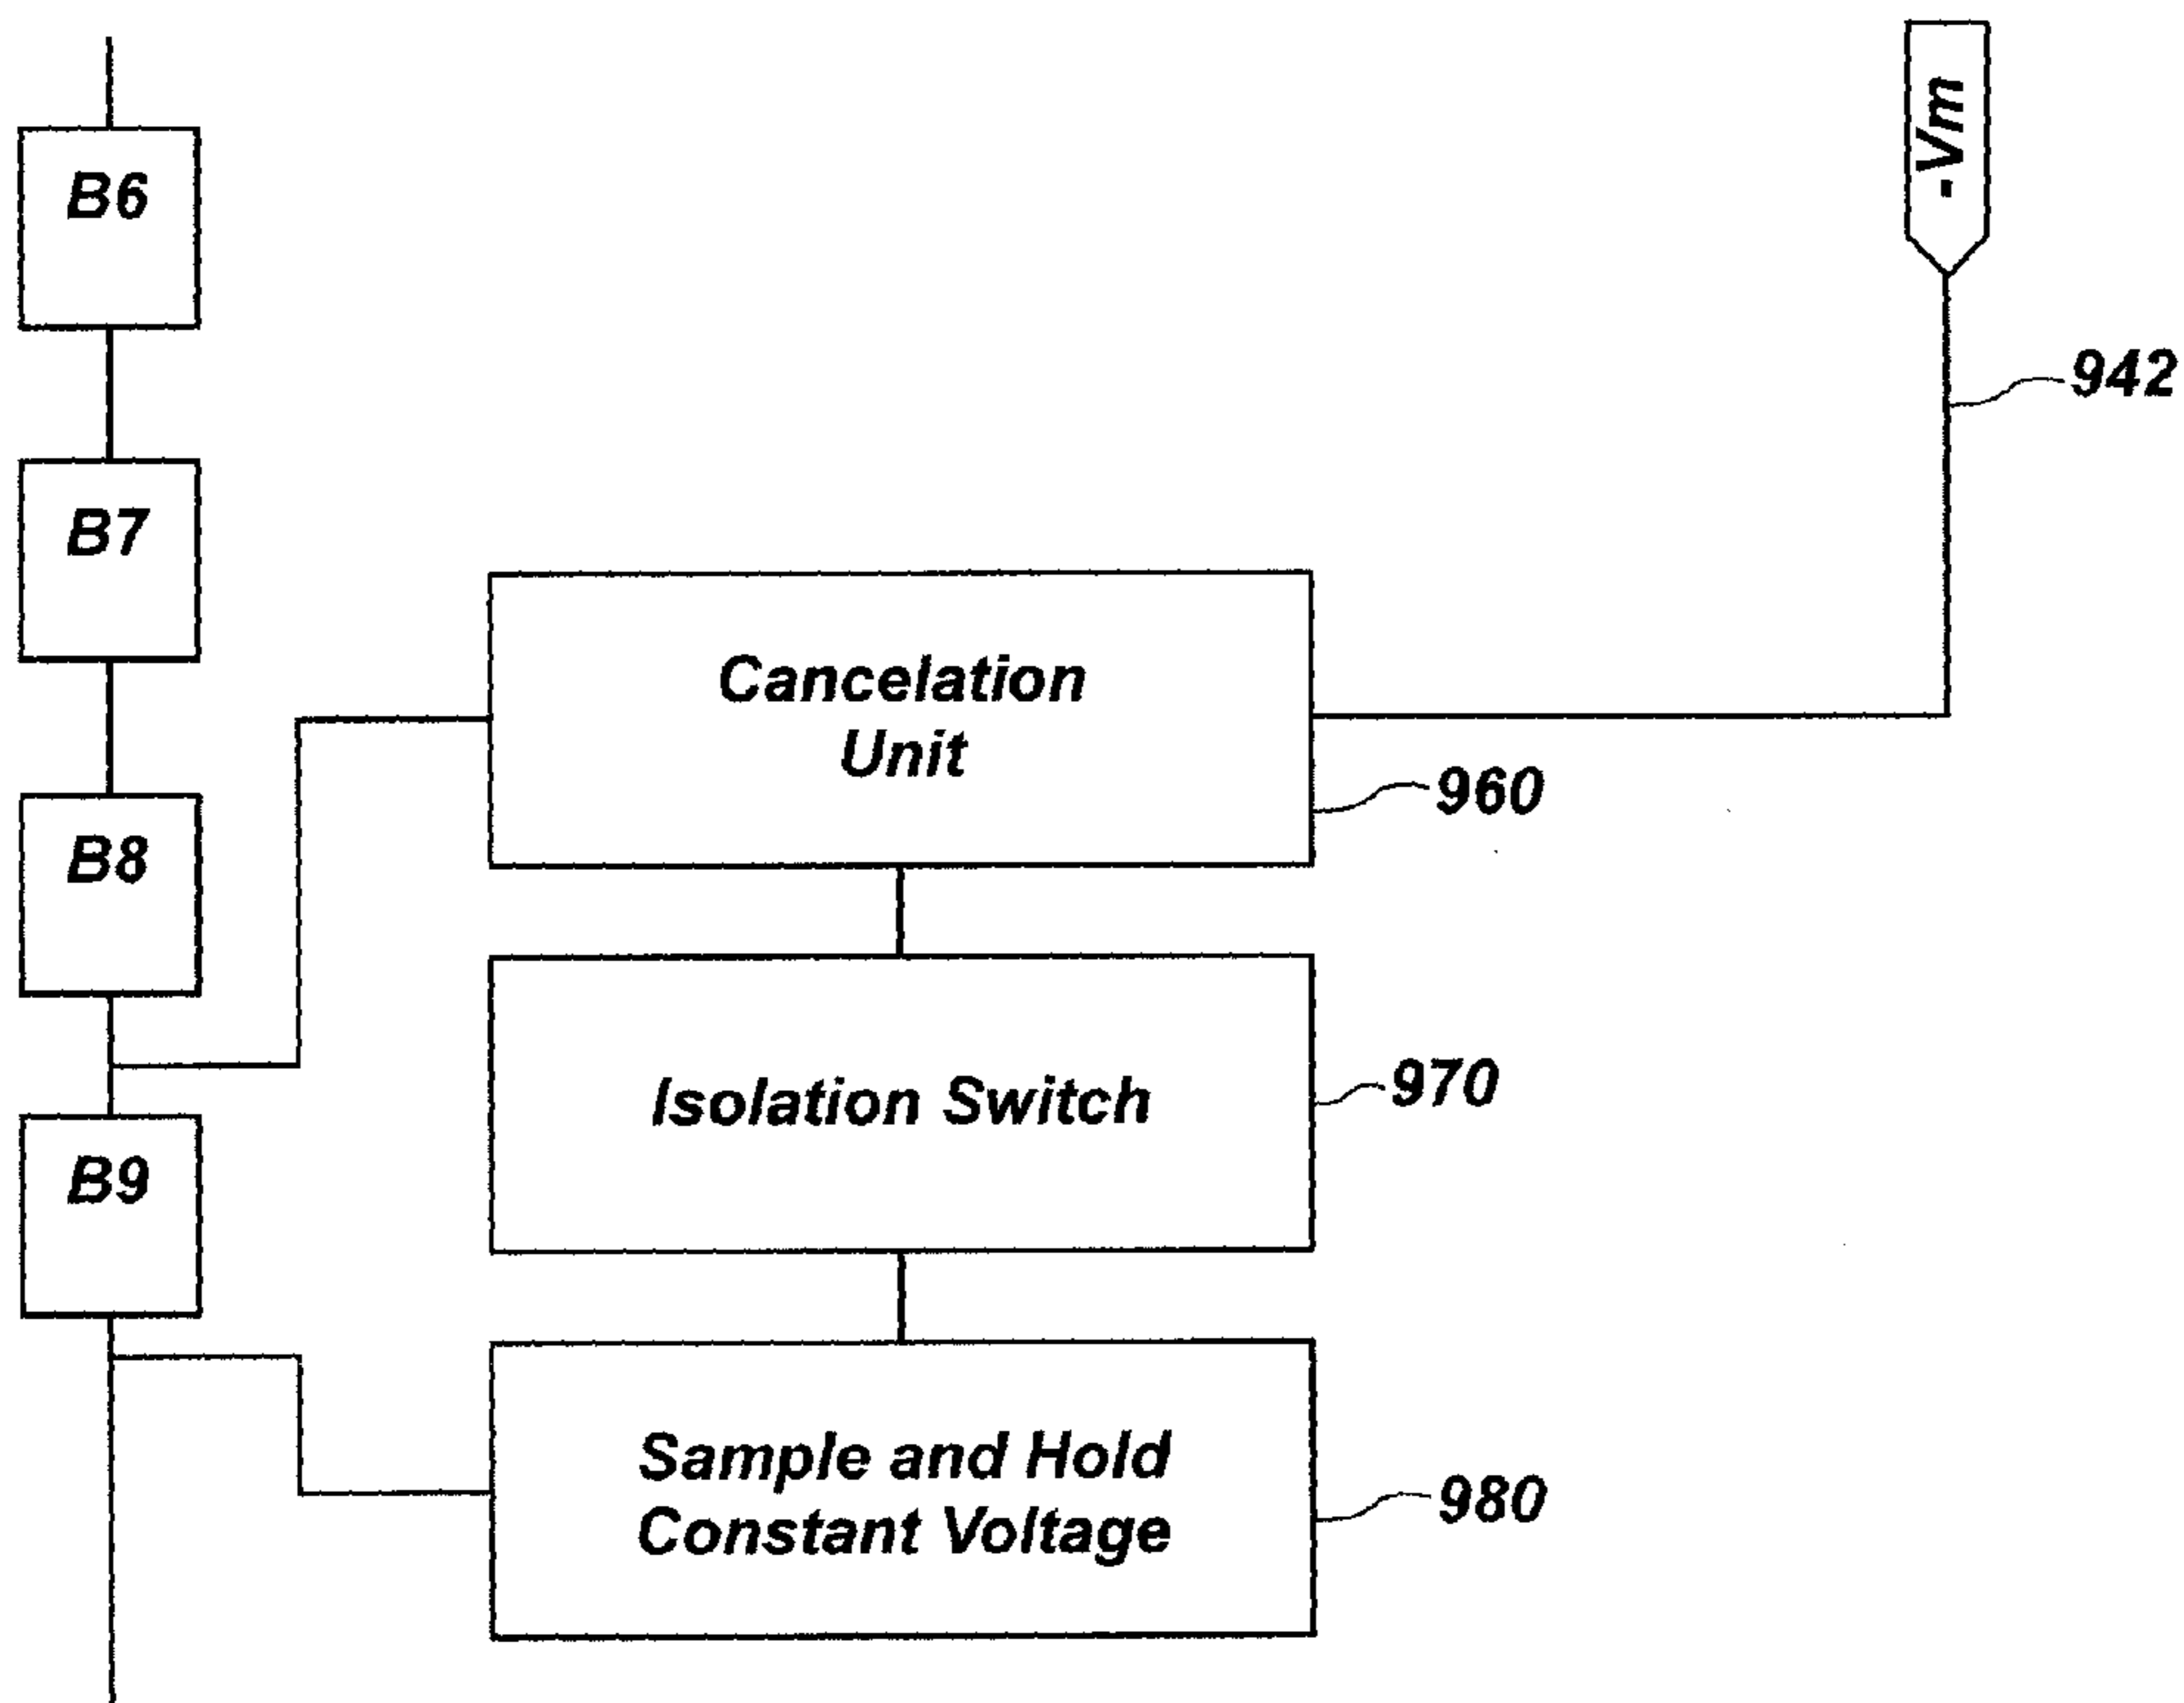 B6
-Vm
942
B7
Cancelation
Unit
960
B8
Isolation Switch
970
B9
Sample and Hold
Constant Voltage
980